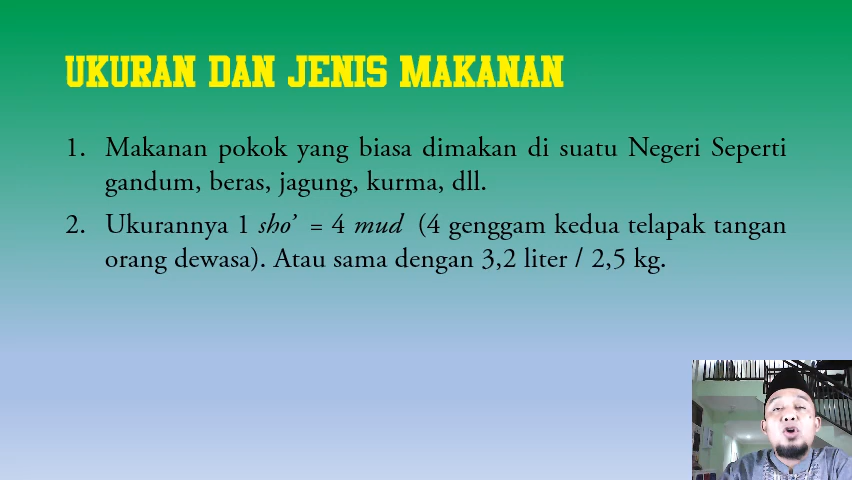 UKURAN DAN JENIS MAKANAN
1. Makanan pokok yang biasa dimakan di suatu Negeri Seperti
gandum, beras, jagung, kurma, dll.
2. Ukurannya 1 sho’ = 4 mud (4 genggam kedua telapak tangan
orang dewasa). Atau sama dengan 3,2 liter / 2,5 kg.